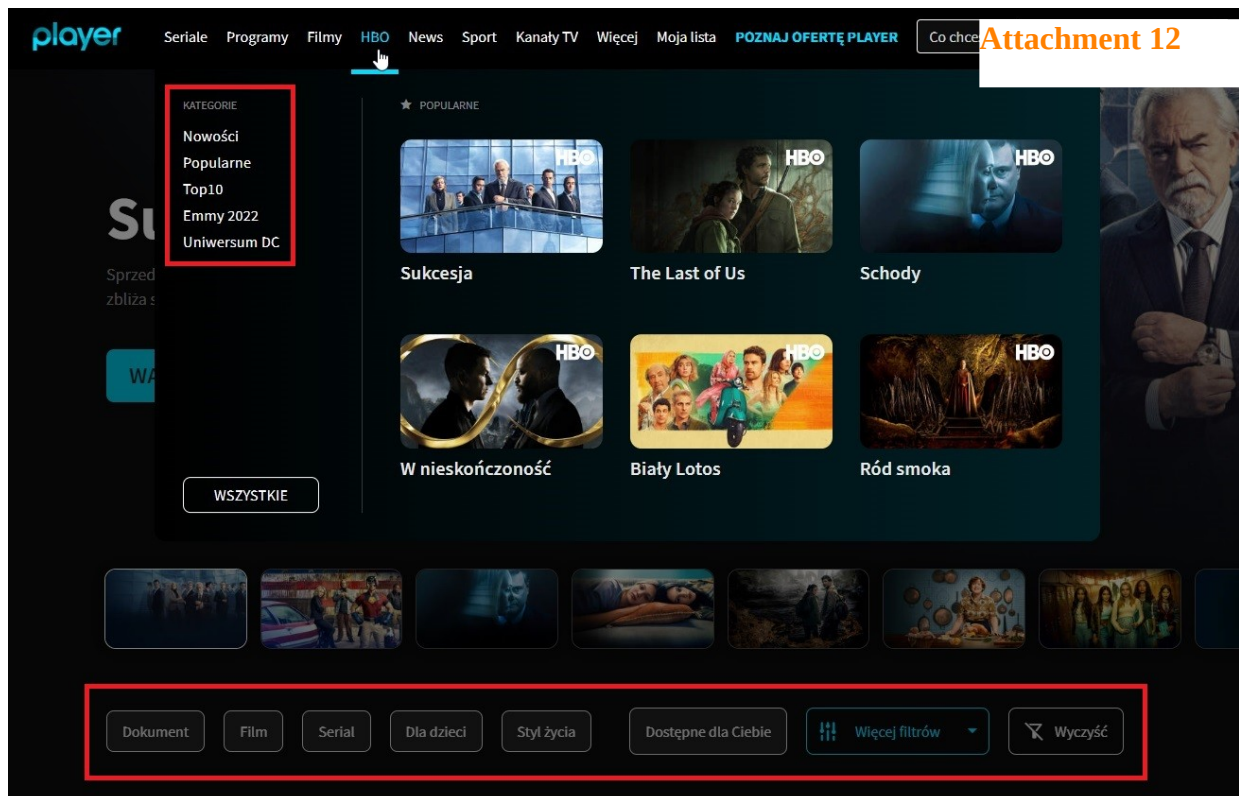 player Seriale Programy Filmy HBO News Sport Kanały TV Więcej Moja lista POZNAJ OFERTĘ PLAYER Co
Attachment 12
KATEGORIE
Nowości
Popularne
Top10
Emmy 2022
Uniwersum DC
WSZYSTKIE
POPULARNE
HBO HBO HBO
Sukcesja The Last of Us Schody
HBO HBO HBO
W nieskończoność Biały Lotos Ród smoka
Dokument Film Serial Dla dzieci Styl życia Dostępne dla Ciebie Więcej filtrów Wyczyść